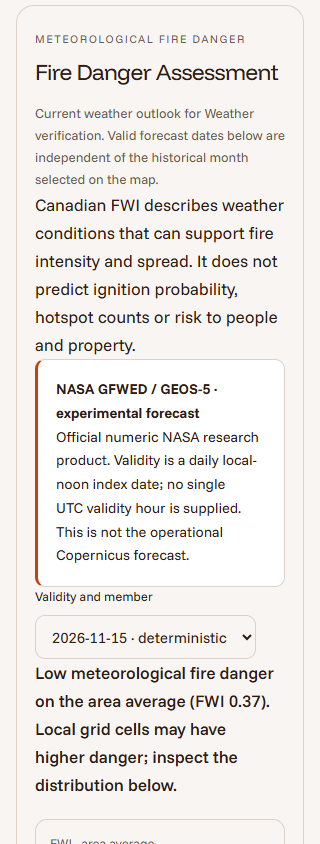 METEOROLOGICAL FIRE DANGER
Fire Danger Assessment
Current weather outlook for Weather
verification. Valid forecast dates below are
independent of the historical month
selected on the map.
Canadian FWI describes weather
conditions that can support fire
intensity and spread. It does not
predict ignition probability,
hotspot counts or risk to people
and property.
NASA GFWED / GEOS-5 ·
experimental forecast
Official numeric NASA research
product. Validity is a daily local-
noon index date; no single
UTC validity hour is supplied.
This is not the operational
Copernicus forecast.
Validity and member
2026-11-15 · deterministic
Low meteorological fire danger
on the area average (FWI 0.37).
Local grid cells may have
higher danger; inspect the
distribution below.
FWI · area average